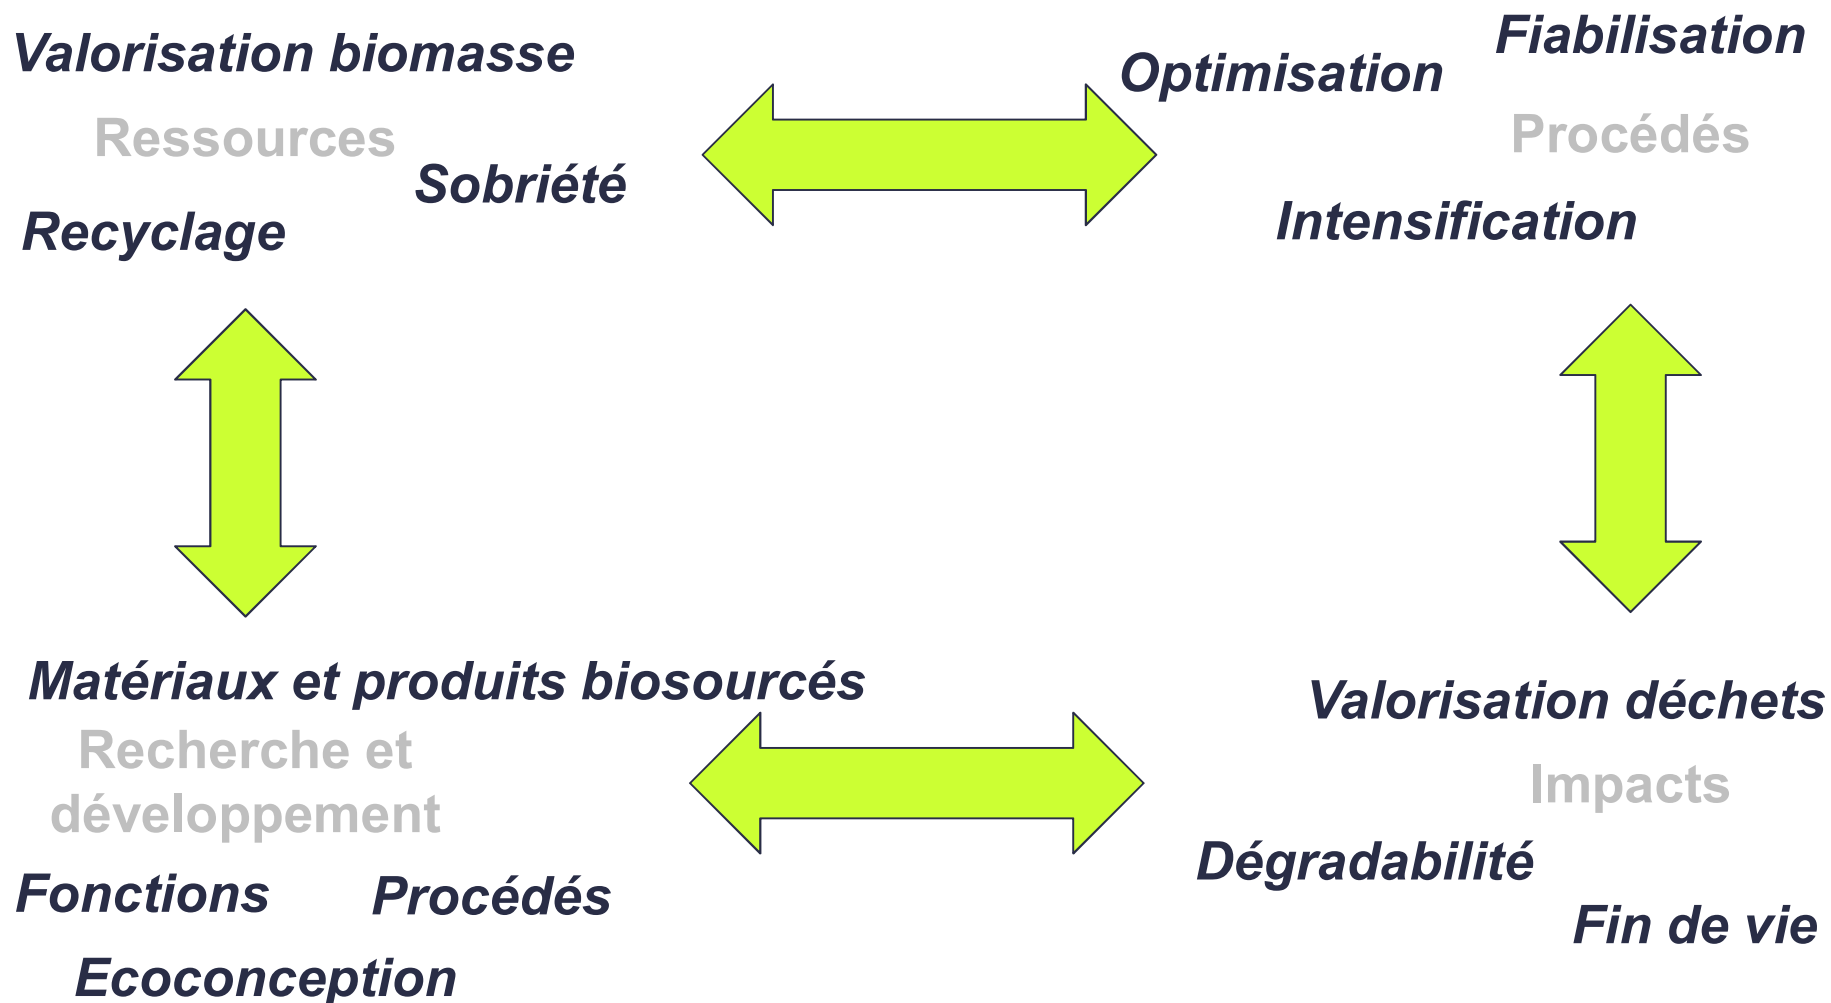 Valorisation biomasse
Ressources
Sobriété
Recyclage
Fiabilisation
Optimisation
Procédés
Intensification
Matériaux et produits biosourcés
Recherche et
développement
Fonctions
Procédés
Ecoconception
Valorisation déchets
Impacts
Dégradabilité
Fin de vie